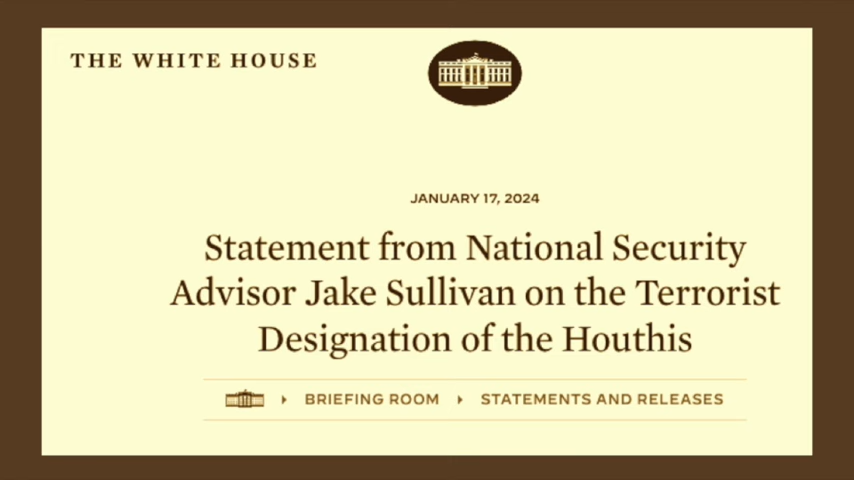 THE WHITE HOUSE
JANUARY 17, 2024
Statement from National Security
Advisor Jake Sullivan on the Terrorist
Designation of the Houthis
BRIEFING ROOM STATEMENTS AND RELEASES